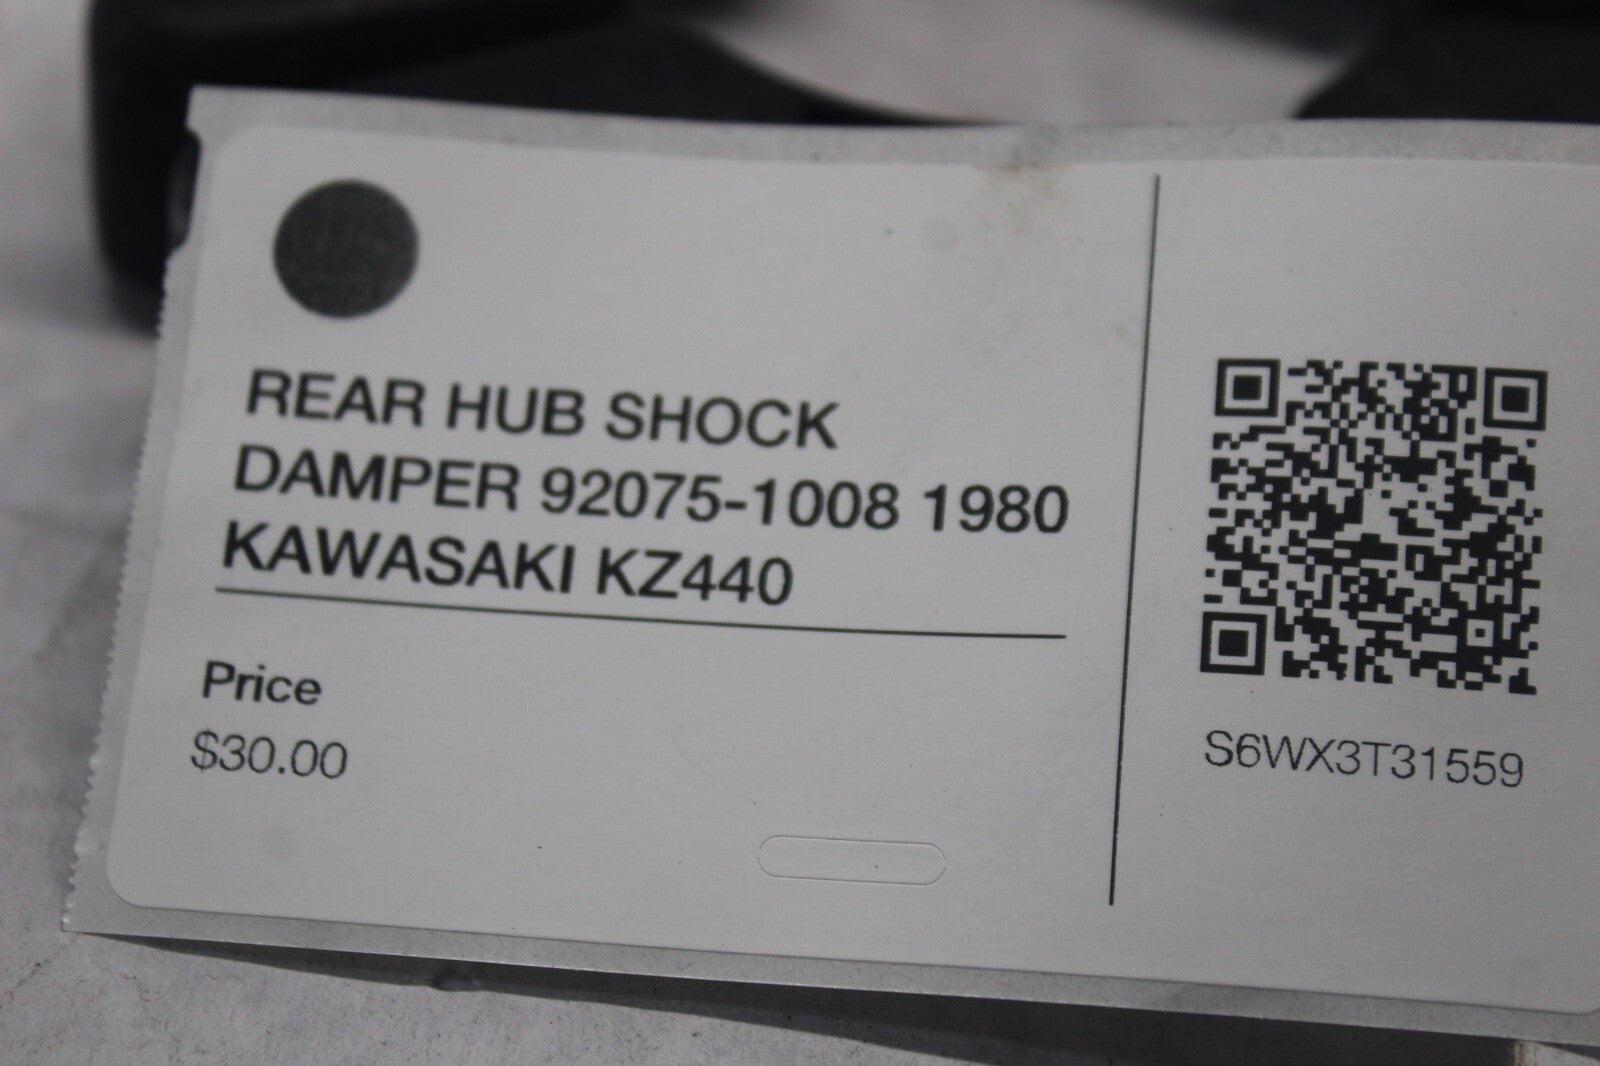 REAR HUB SHOCK
DAMPER 92075-1008 1980
KAWASAKI KZ440
Price
$30.00
S6WX3T31559